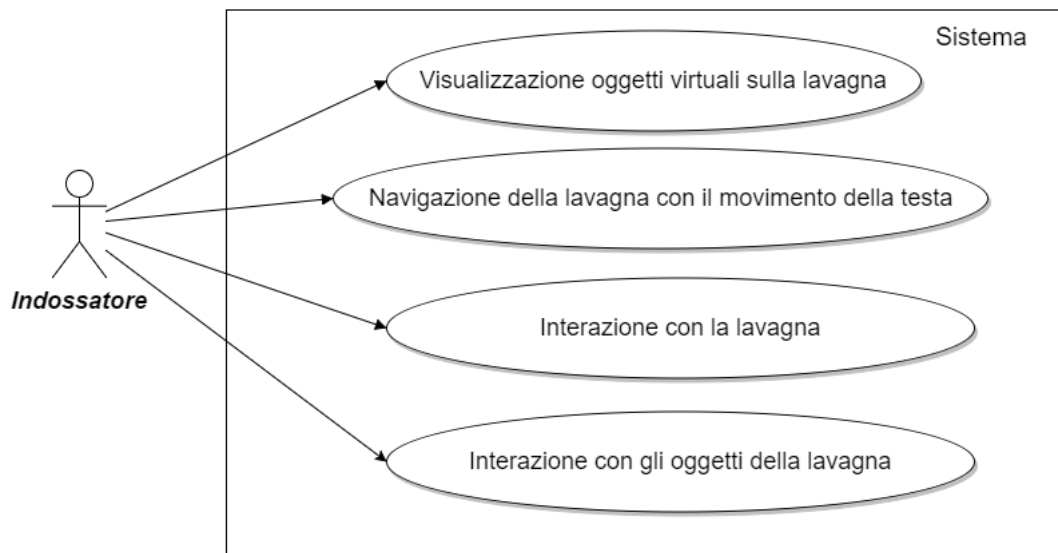 Sistema
Visualizzazione oggetti virtuali sulla lavagna
Navigazione della lavagna con il movimento della testa
Indossatore
Interazione con la lavagna
Interazione con gli oggetti della lavagna